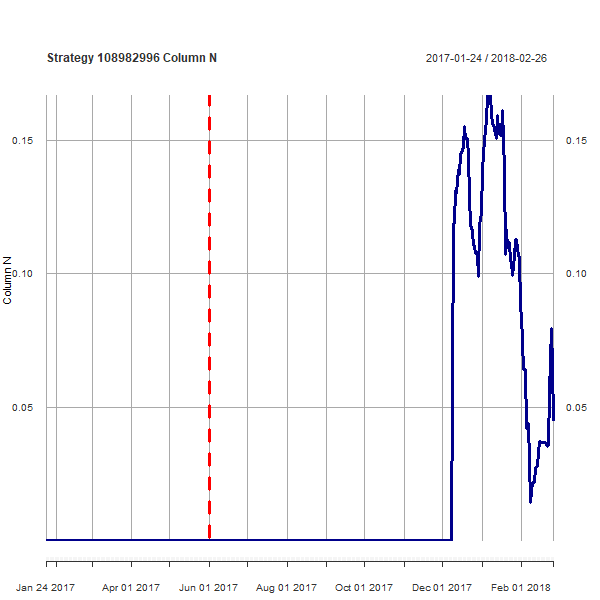 Strategy 108982996 Column N
2017-01-24 / 2018-02-26
0.15 0.15
0.10 0.10
0.05 0.05
Column N
Jan 24 2017 Apr 01 2017 Jun 01 2017 Aug 01 2017 Oct 01 2017 Dec 01 2017 Feb 01 2018